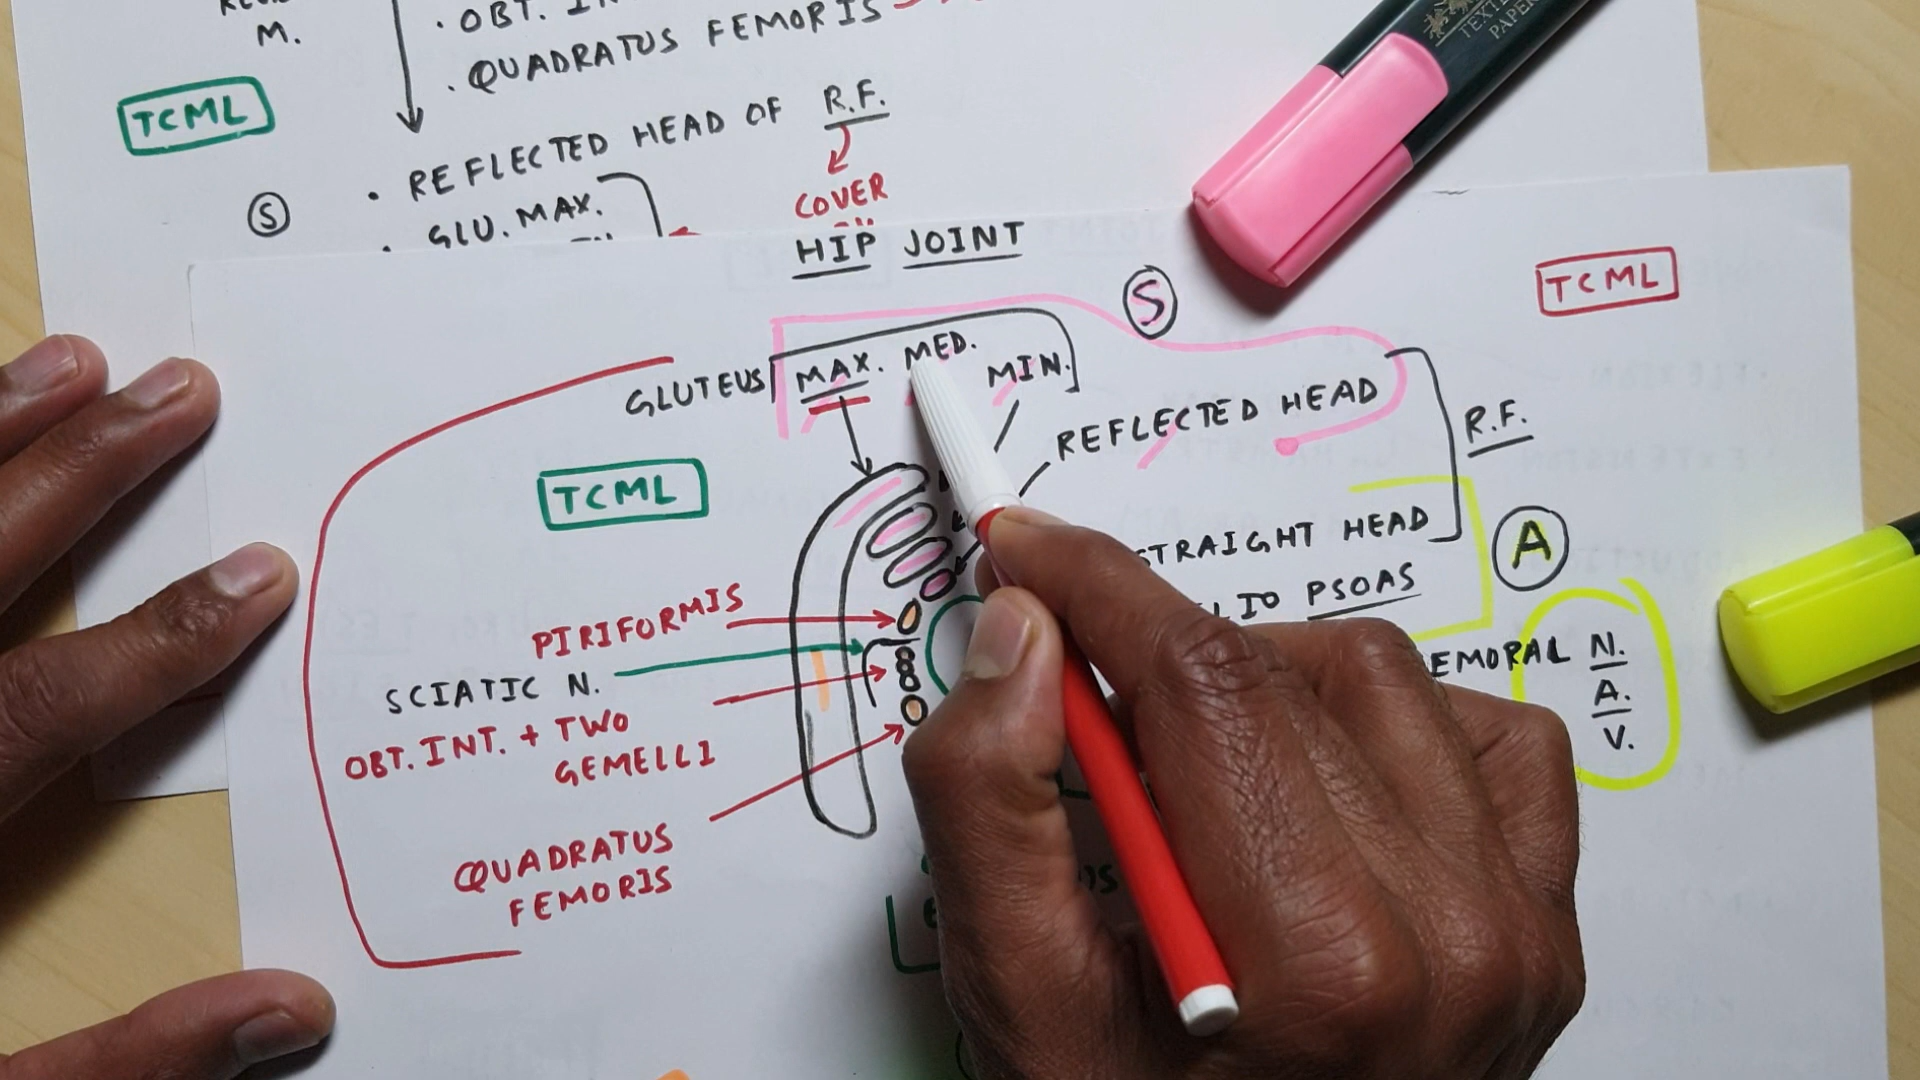 M.
• OBT.
• QUADRATUS FEMORIS
TCML
• REFLECTED HEAD OF R.F.
COVER
S
• GLU. MAX.
HIP JOINT
S
TCML
GLUTEUS MAX. MED. MIN.
REFLECTED HEAD
R.F.
TCML
STRAIGHT HEAD
A
PSOAS
PIRIFORMIS
SCIATIC N.
N.
A.
V.
OBT. INT. + TWO
GEMELLI
QUADRATUS
FEMORIS